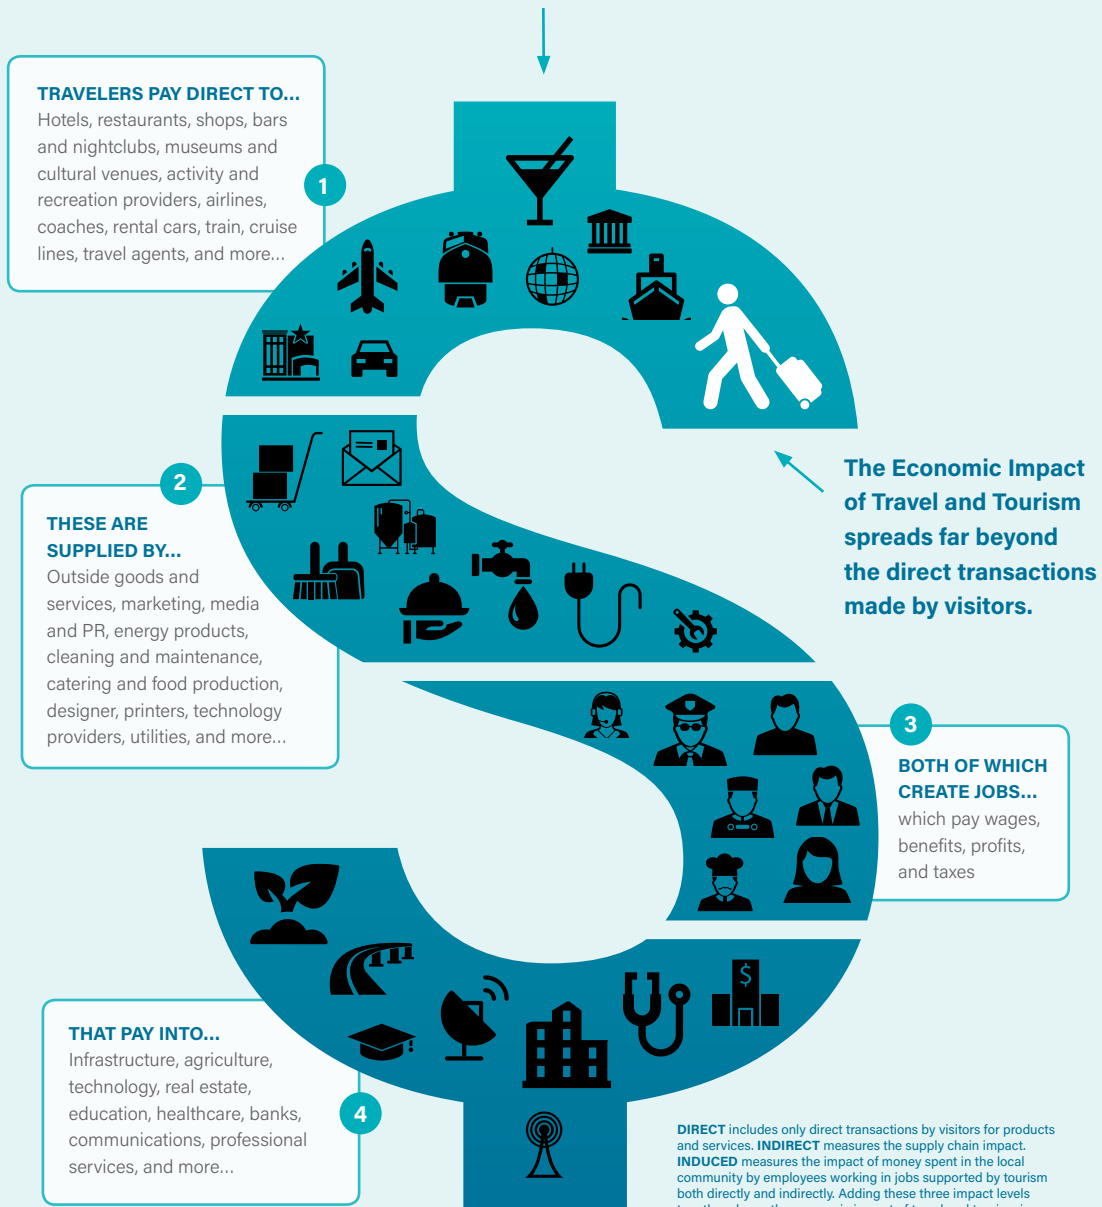 TRAVELERS PAY DIRECT TO...
Hotels, restaurants, shops, bars
and nightclubs, museums and
cultural venues, activity and
recreation providers, airlines,
coaches, rental cars, train, cruise
lines, travel agents, and more...
1
The Economic Impact
of Travel and Tourism
spreads far beyond
the direct transactions
made by visitors.
2
THESE ARE
SUPPLIED BY...
Outside goods and
services, marketing, media
and PR, energy products,
cleaning and maintenance,
catering and food production,
designer, printers, technology
providers, utilities, and more...
3
BOTH OF WHICH
CREATE JOBS...
which pay wages,
benefits, profits,
and taxes
$
THAT PAY INTO...
Infrastructure, agriculture,
technology, real estate,
education, healthcare, banks,
communications, professional
services, and more...
4
DIRECT includes only direct transactions by visitors for products
and services. INDIRECT measures the supply chain impact.
INDUCED measures the impact of money spent in the local
community by employees working in jobs supported by tourism
both directly and indirectly. Adding these three impact levels